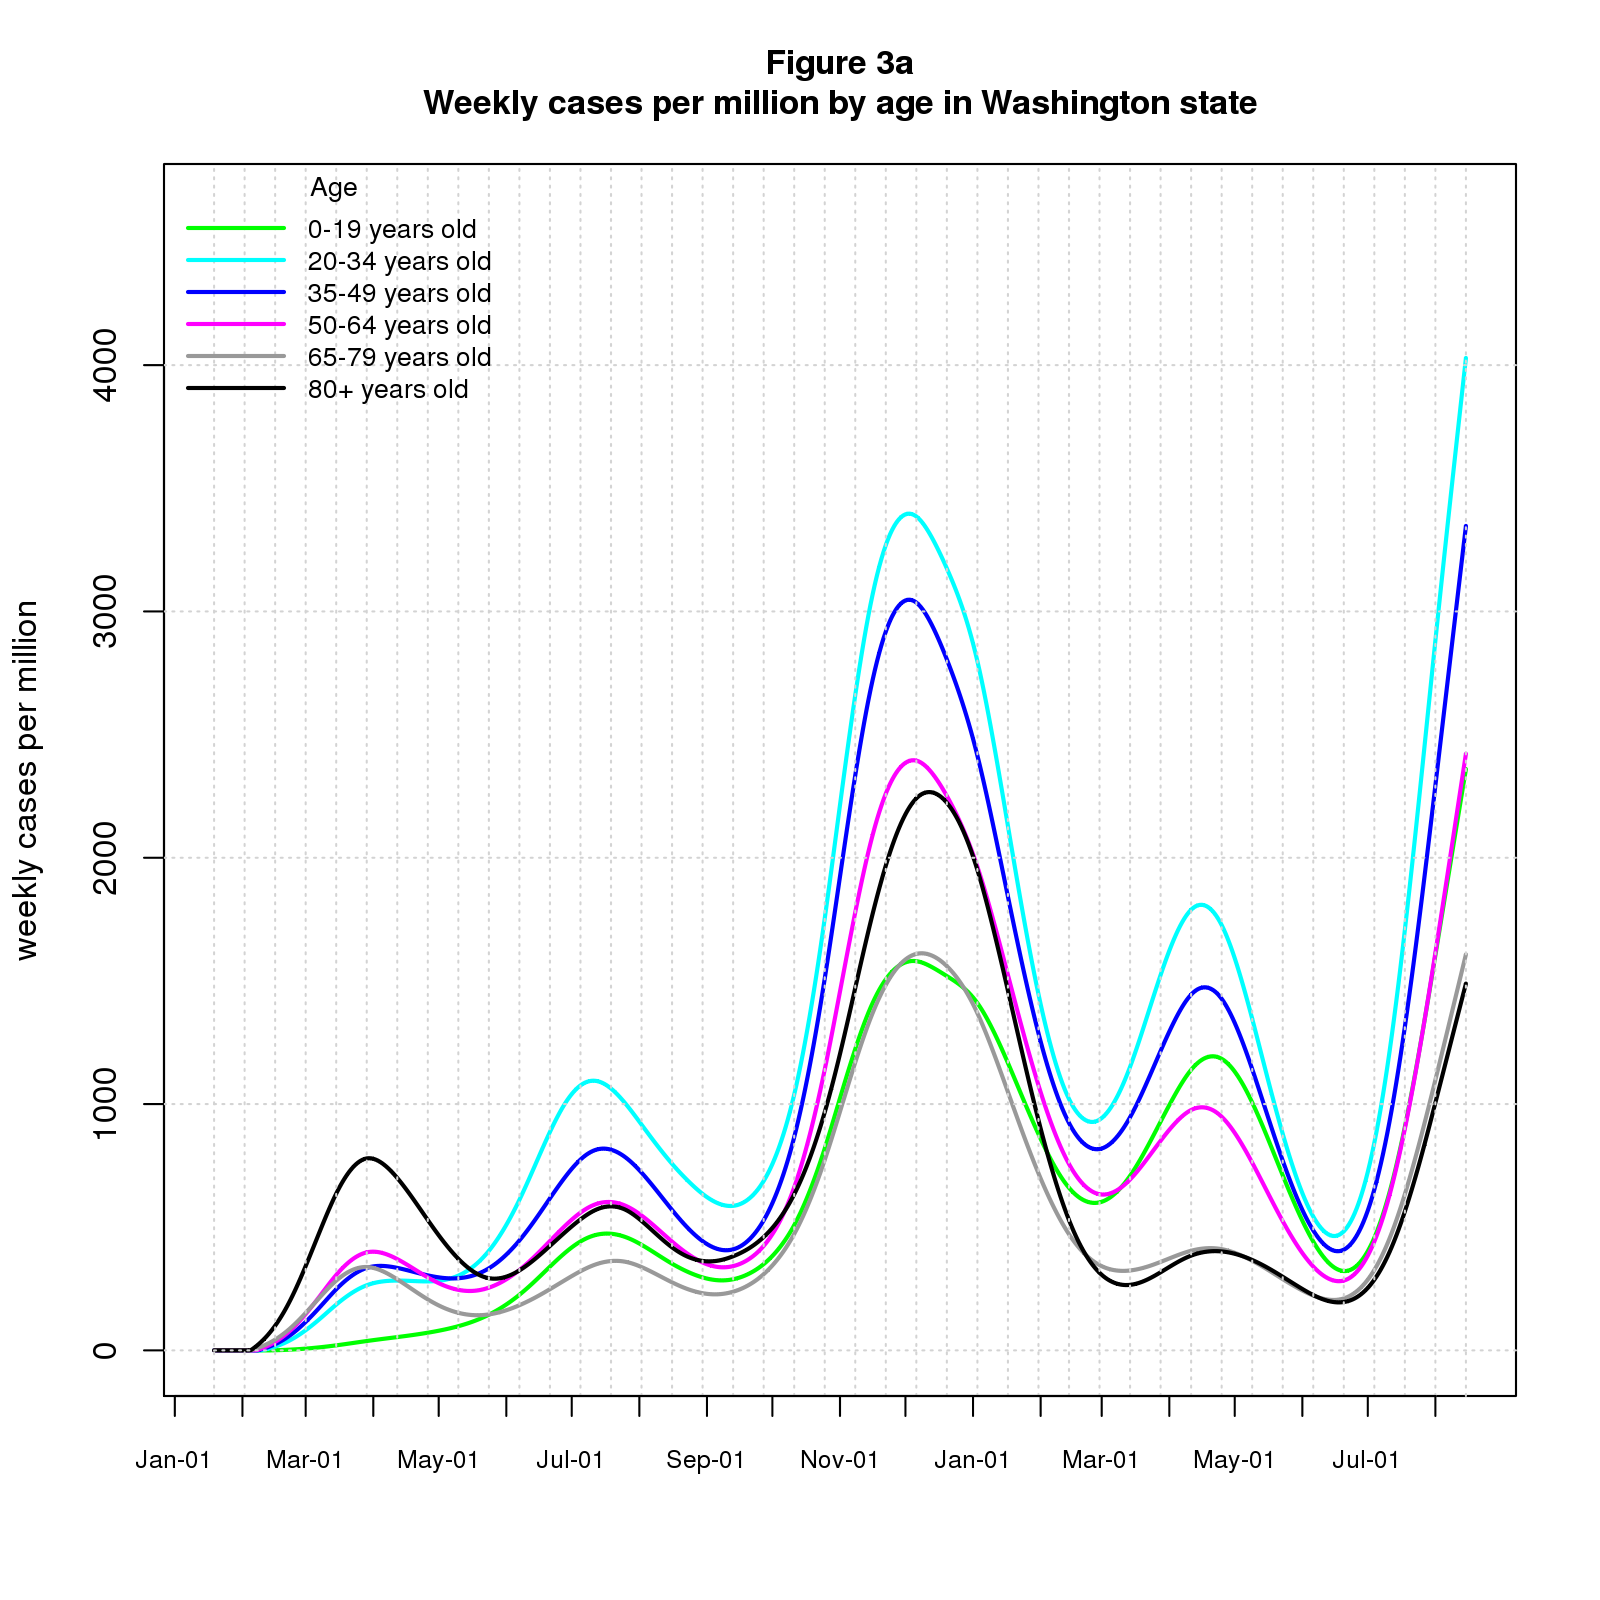 Figure 3a
Weekly cases per million by age in Washington state
Age
0-19 years old
20-34 years old
35-49 years old
50-64 years old
65-79 years old
80+ years old
weekly cases per million
4000
3000
2000
1000
0
Jan-01 Mar-01 May-01 Jul-01 Sep-01 Nov-01 Jan-01 Mar-01 May-01 Jul-01